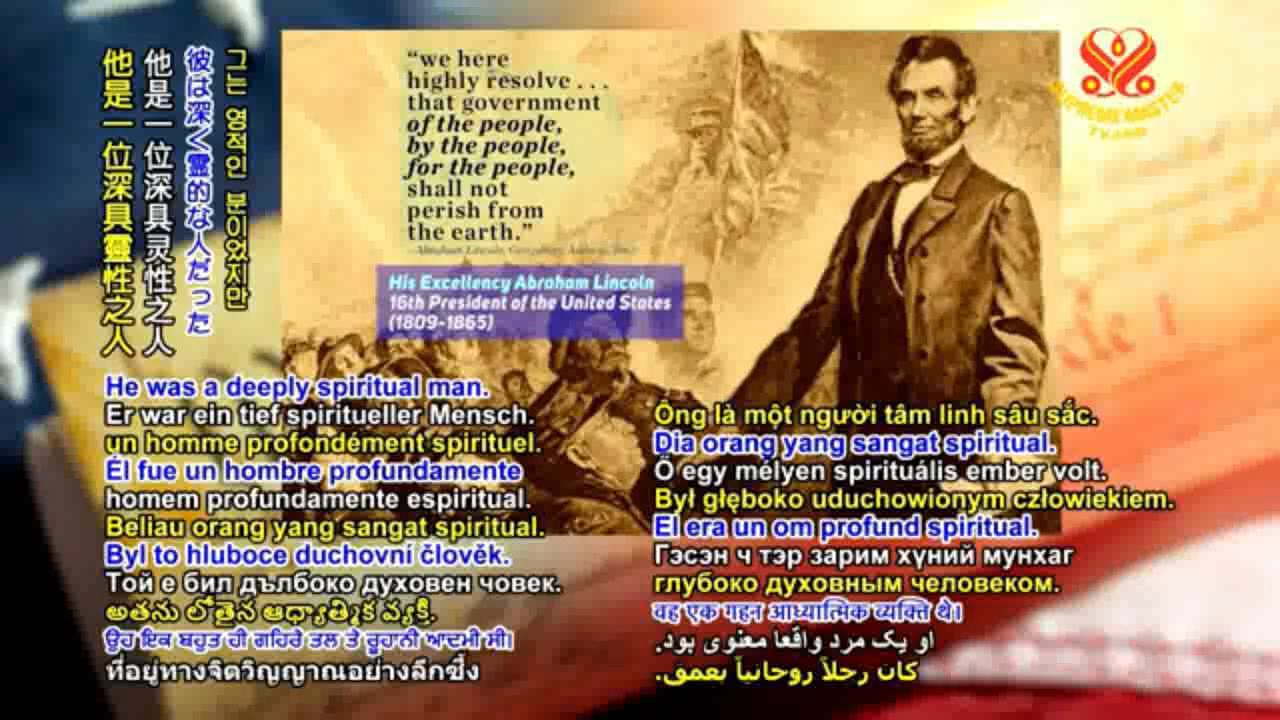 그는 영적인 분이었지만
彼は深く霊的な人だった
他是一位深具灵性之人
他是一位深具靈性之人
“we here
highly resolve . . .
that government
of the people,
by the people,
for the people,
shall not
perish from
the earth.”
Abraham Lincoln, Gettysburg Address,
His Excellency Abraham Lincoln
16th President of the United States
(1809-1865)
SUPREME MASTER
He was a deeply spiritual man.
Er war ein tief spiritueller Mensch.
un homme profondément spirituel.
Él fue un hombre profundamente
homem profundamente espiritual.
Beliau orang yang sangat spiritual.
Byl to hluboce duchovní člověk.
Той е бил дълбоко духовен човек.
అతను లోతైన ఆధ్యాత్మిక వ్యక్తి.
ਉਹ ਇਕ ਬਹੁਤ ਹੀ ਗਹਿਰੇ ਤਲ ਤੇ ਰੂਹਾਨੀ ਆਦਮੀ ਸੀ।
ที่อยู่ทางจิตวิญญาณอย่างลึกซึ้ง
Ông là một người tâm linh sâu sắc.
Dia orang yang sangat spiritual.
Ő egy mélyen spirituális ember volt.
Był głęboko uduchowionym człowiekiem.
El era un om profund spiritual.
Гэсэн ч тэр зарим хүний мунхаг
глубоко духовным человеком.
वह एक गहन आध्यात्मिक व्यक्ति थे।
او یک مرد واقعاً معنوی بود.
كان رجلاً روحانياً بعمق.